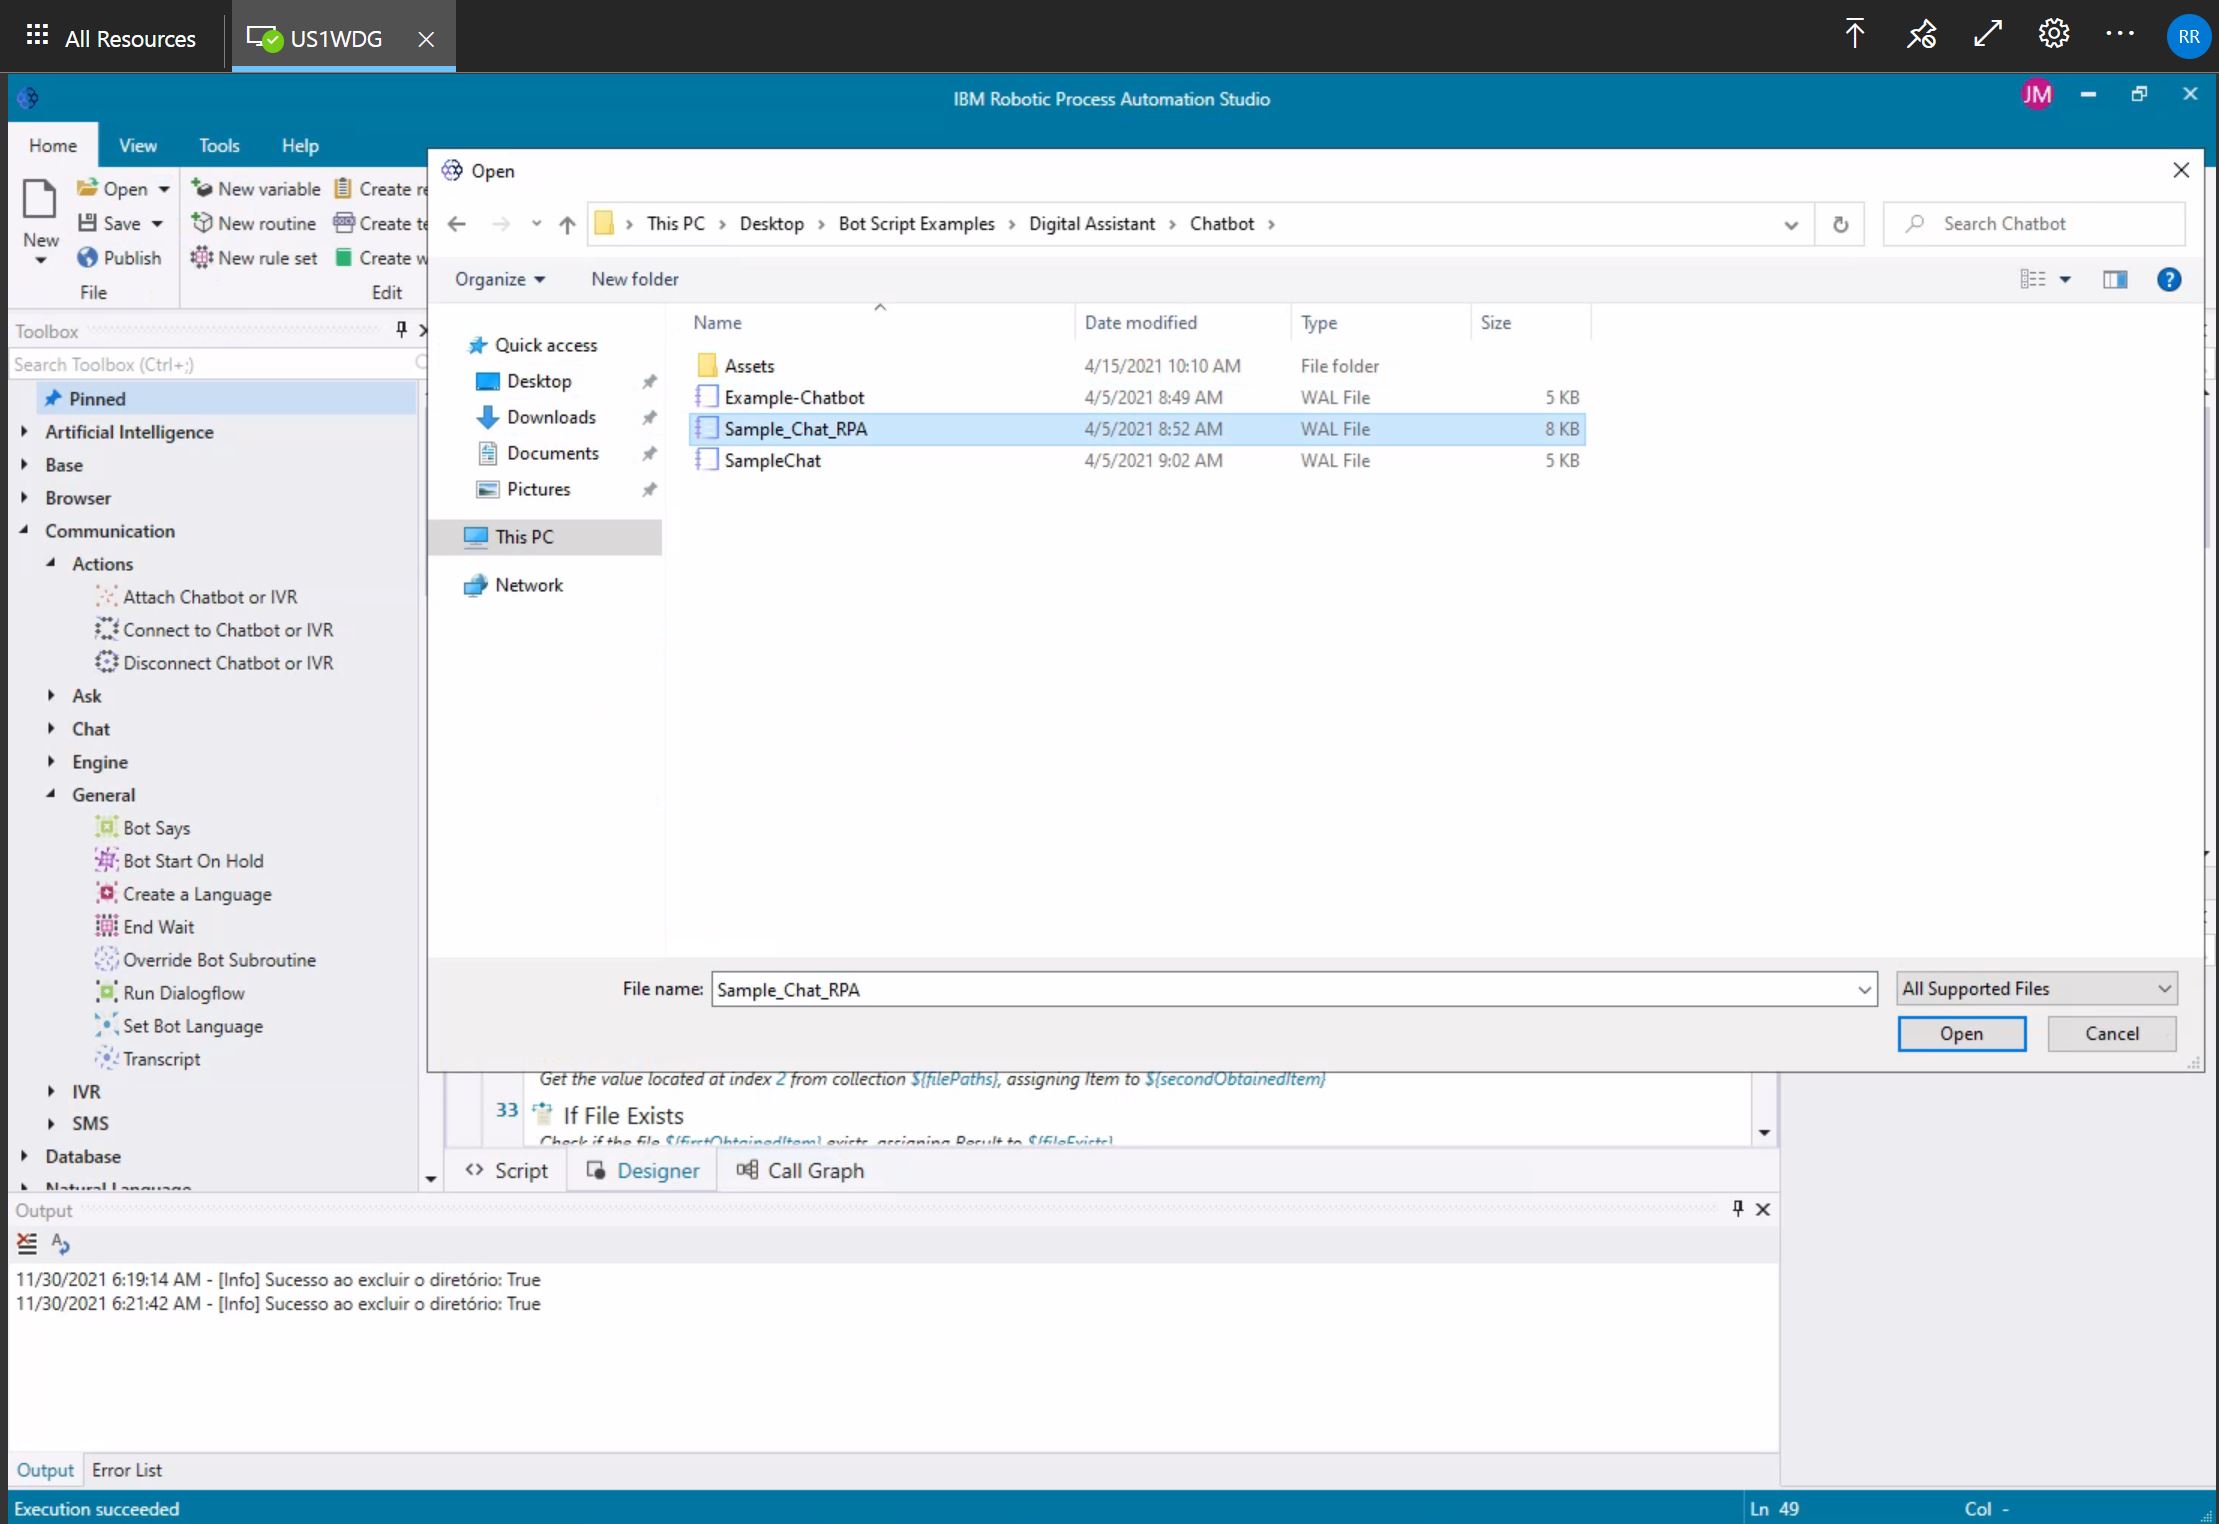 All Resources
US1WDG
RR
IBM Robotic Process Automation Studio
JM
Home View Tools Help
New
Open
Save
Publish
File
New variable
New routine
New rule set
Create
Create
Create
Edit
Toolbox
Search Toolbox (Ctrl+;)
Pinned
Artificial Intelligence
Base
Browser
Communication
Actions
Attach Chatbot or IVR
Connect to Chatbot or IVR
Disconnect Chatbot or IVR
Ask
Chat
Engine
General
Bot Says
Bot Start On Hold
Create a Language
End Wait
Override Bot Subroutine
Run Dialogflow
Set Bot Language
Transcript
IVR
SMS
Database
Natural Language
Open
This PC > Desktop > Bot Script Examples > Digital Assistant > Chatbot >
Search Chatbot
Organize New folder
Quick access
Desktop
Downloads
Documents
Pictures
This PC
Network
Name Date modified Type Size
Assets 4/15/2021 10:10 AM File folder
Example-Chatbot 4/5/2021 8:49 AM WAL File 5 KB
Sample_Chat_RPA 4/5/2021 8:52 AM WAL File 8 KB
SampleChat 4/5/2021 9:02 AM WAL File 5 KB
File name: Sample_Chat_RPA
All Supported Files
Open Cancel
Get the value located at index 2 from collection ${filePaths}, assigning Item to ${secondObtainedItem}
33 If File Exists
Check if the file ${firstObtainedItem} exists, assigning Result to ${fileExists}
Script Designer Call Graph
Output
11/30/2021 6:19:14 AM - [Info] Sucesso ao excluir o diretório: True
11/30/2021 6:21:42 AM - [Info] Sucesso ao excluir o diretório: True
Output Error List
Execution succeeded
Ln 49 Col -